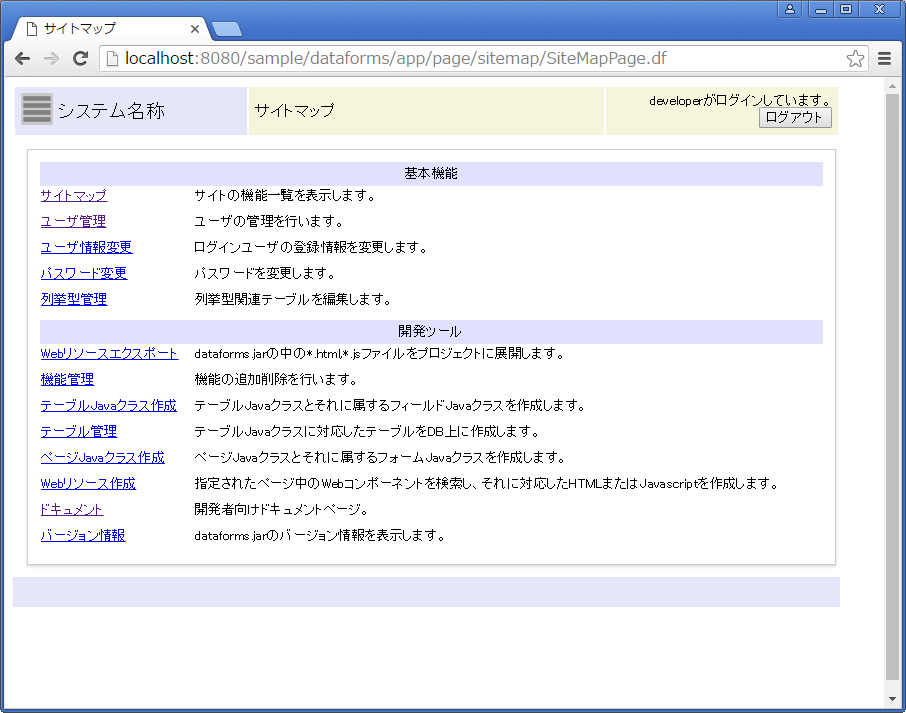 サイトマップ
localhost:8080/sample/dataforms/app/page/sitemap/SiteMapPage.df
システム名称
サイトマップ
developerがログインしています。
ログアウト
基本機能
サイトマップ サイトの機能一覧を表示します。
ユーザ管理 ユーザの管理を行います。
ユーザ情報変更 ログインユーザの登録情報を変更します。
パスワード変更 パスワードを変更します。
列挙型管理 列挙型関連テーブルを編集します。
開発ツール
Webリソースエクスポート dataforms.jarの中の*.html,*.jsファイルをプロジェクトに展開します。
機能管理 機能の追加削除を行います。
テーブルJavaクラス作成 テーブルJavaクラスとそれに属するフィールドJavaクラスを作成します。
テーブル管理 テーブルJavaクラスに対応したテーブルをDB上に作成します。
ページJavaクラス作成 ページJavaクラスとそれに属するフォームJavaクラスを作成します。
Webリソース作成 指定されたページ中のWebコンポーネントを検索し、それに対応したHTMLまたはJavascriptを作成します。
ドキュメント 開発者向けドキュメントページ。
バージョン情報 dataforms.jarのバージョン情報を表示します。